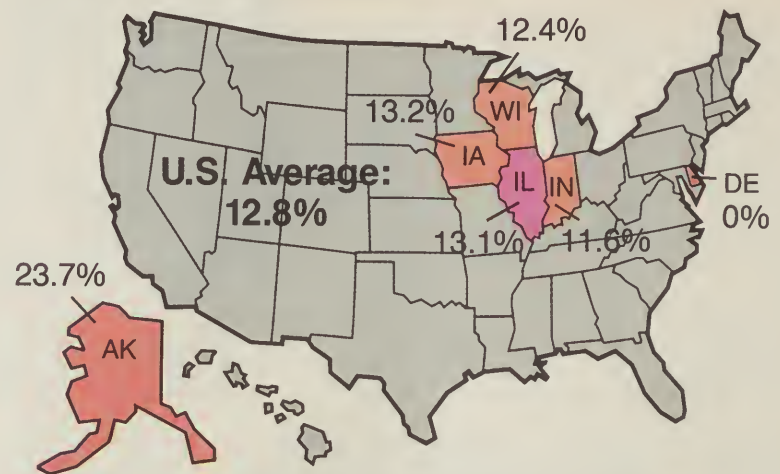 12.4%
13.2%
WI
IA
U.S. Average:
12.8%
IL
IN
DE
0%
13.1%
11.6%
23.7%
AK